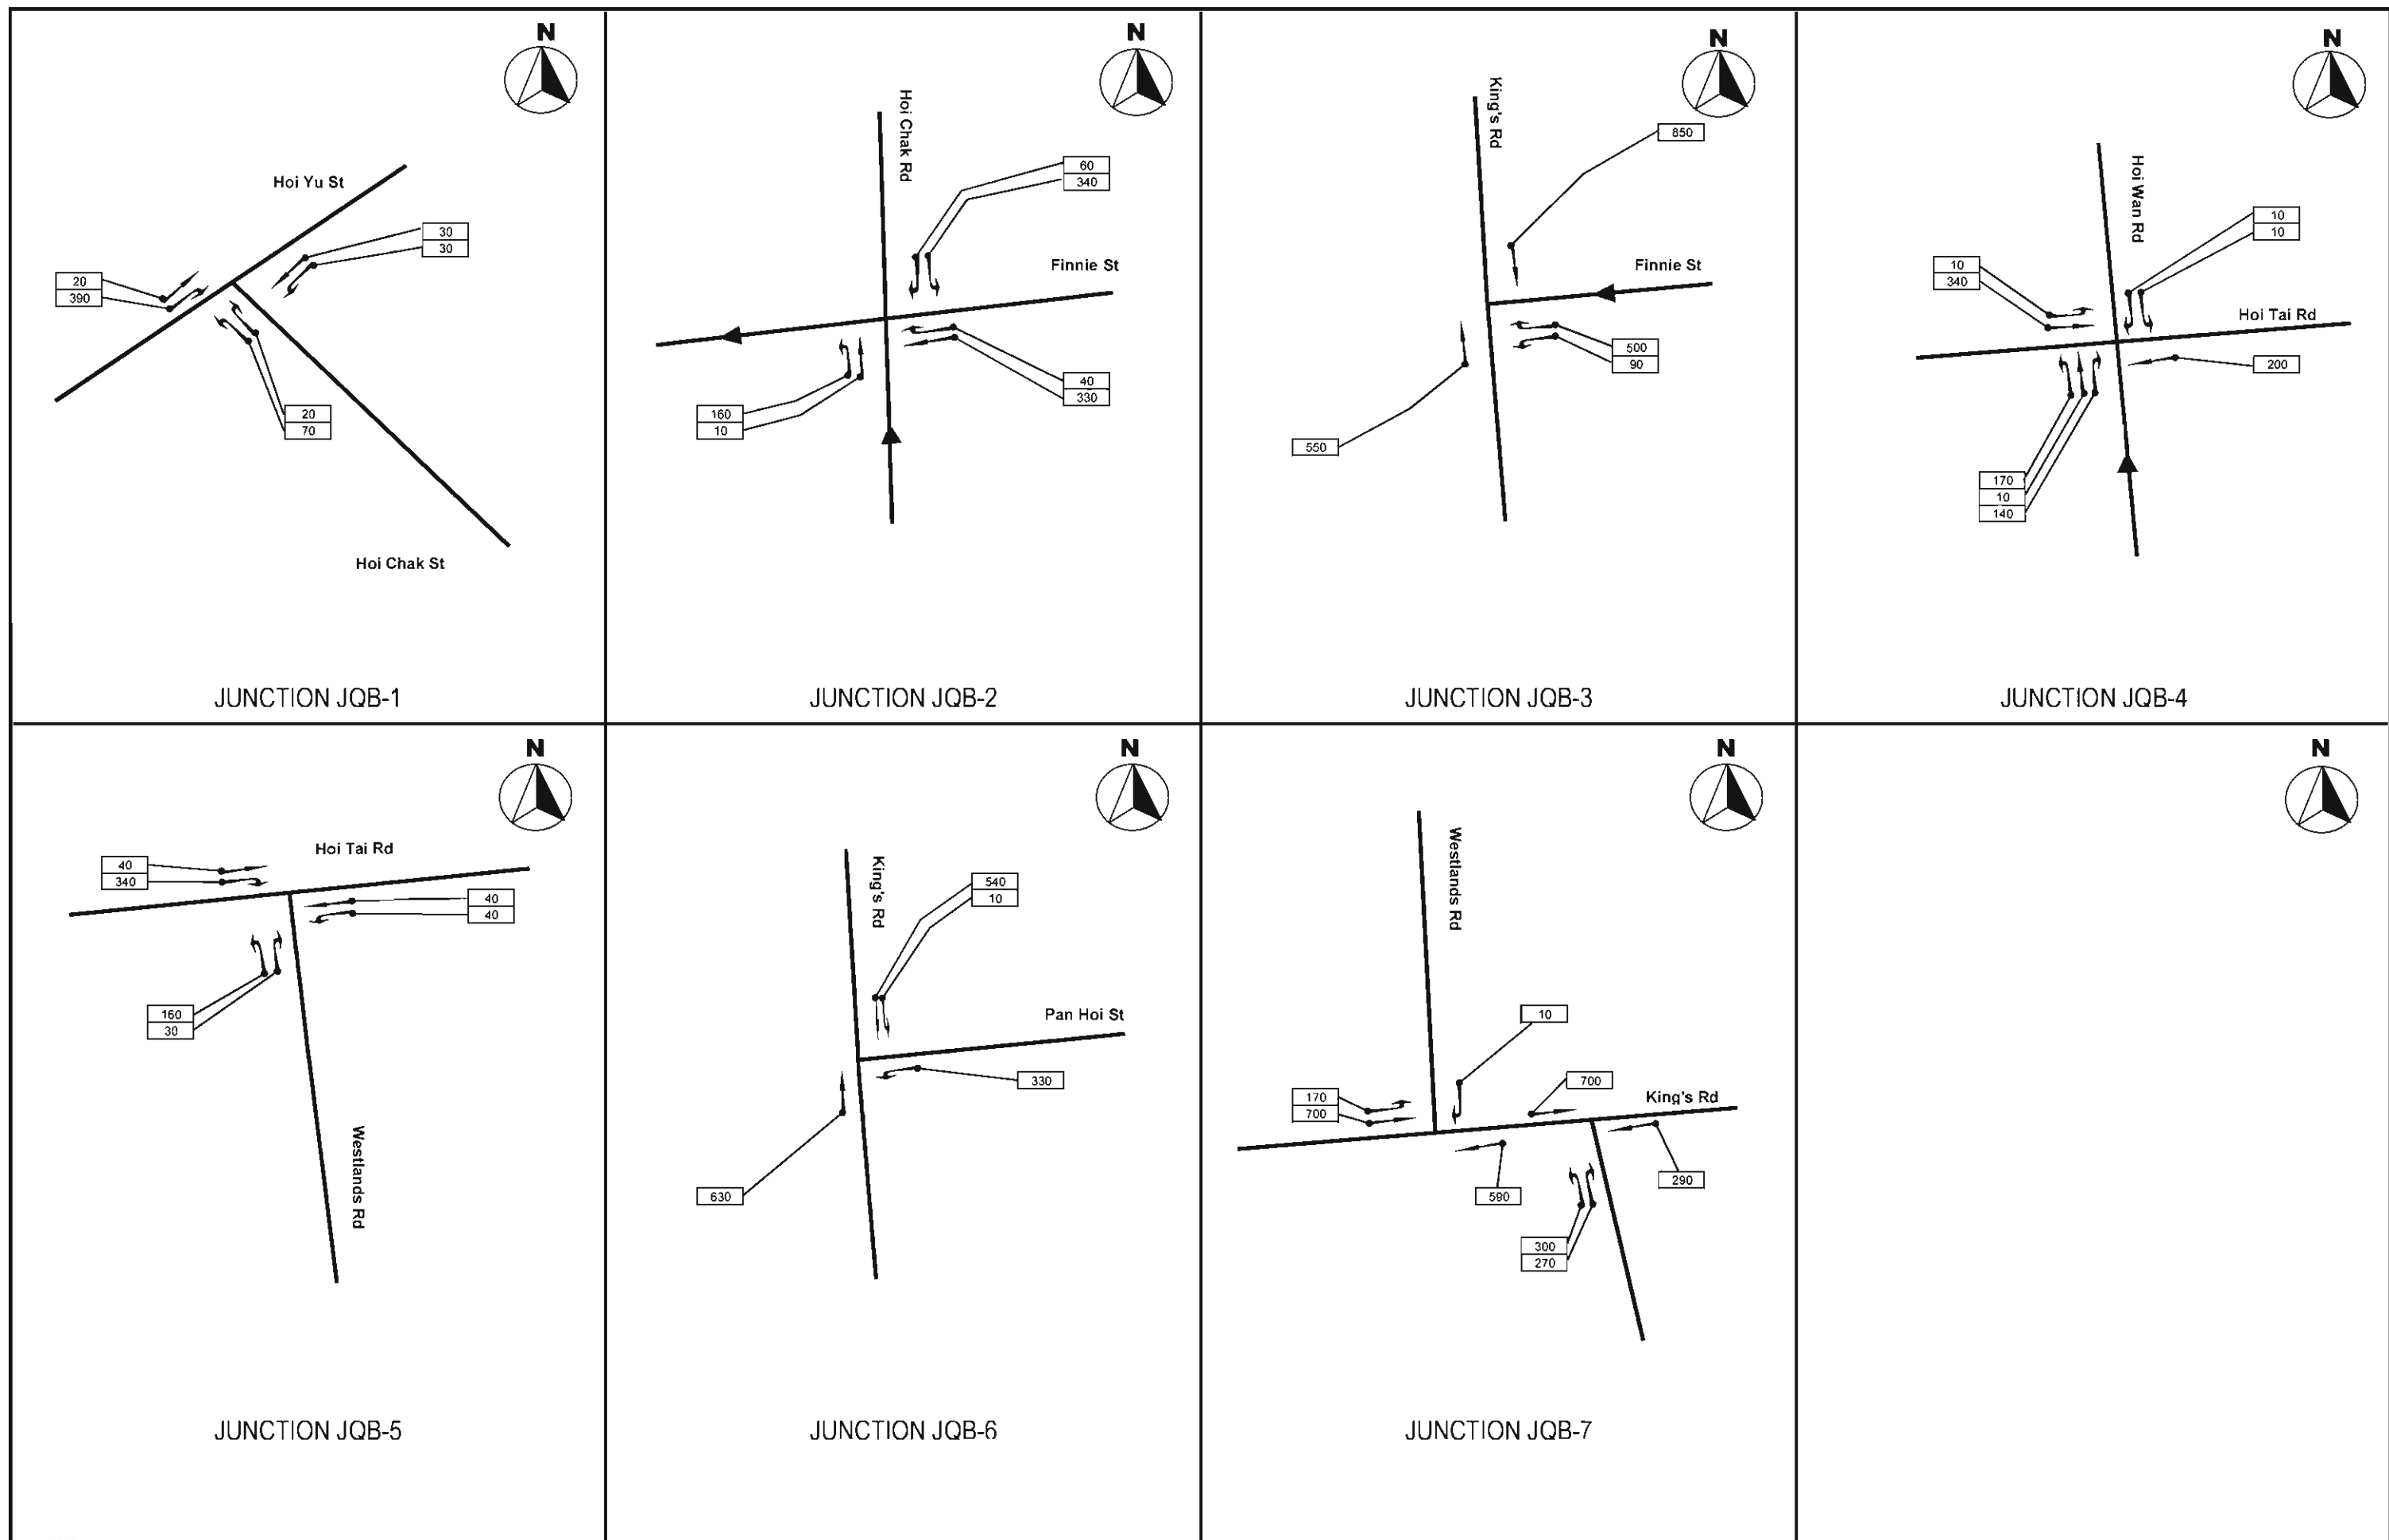 N
Hoi Yu St
30
30
20
390
20
70
Hoi Chak St
JUNCTION JQB-1
N
Hoi Chak Rd
60
340
Finnie St
40
330
160
10
JUNCTION JQB-2
N
King's Rd
850
Finnie St
500
90
550
JUNCTION JQB-3
N
Hoi Wan Rd
10
10
10
340
Hoi Tai Rd
200
170
10
140
JUNCTION JQB-4
N
Hoi Tai Rd
40
340
40
40
160
30
Westlands Rd
JUNCTION JQB-5
N
King's Rd
540
10
Pan Hoi St
330
630
JUNCTION JQB-6
N
Westlands Rd
10
170
700
700
King's Rd
590
290
300
270
JUNCTION JQB-7
N